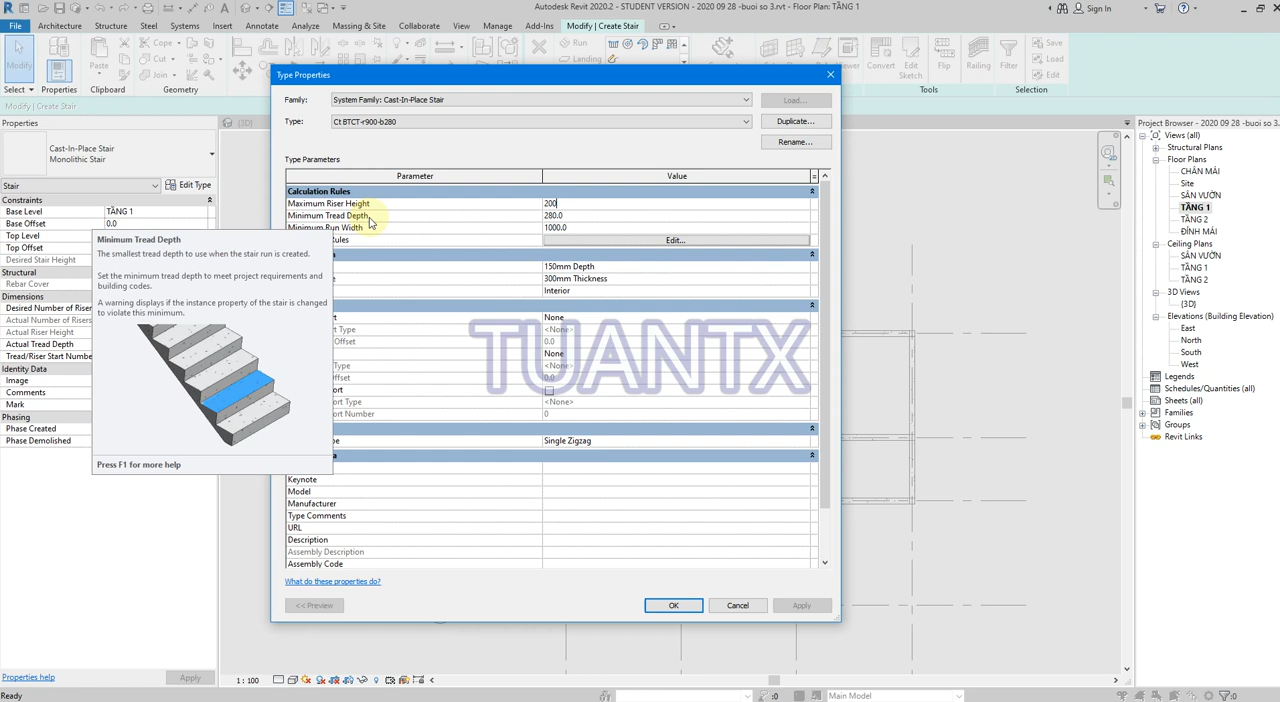 Autodesk Revit 2020.2 - STUDENT VERSION - 2020 09 28 -buoi so 3.rvt - Floor Plan: TẦNG 1
Sign In
File Architecture Structure Steel Systems Insert Annotate Analyze Massing & Site Collaborate View Manage Add-Ins Modify | Create Stair
Modify Paste Cope Cut Join Run Landing Convert Edit Sketch Flip Railing Filter Save Load Edit
Select Properties Clipboard Geometry Tools Selection
Modify | Create Stair
Properties
Cast-In-Place Stair
Monolithic Stair
Stair Edit Type
Constraints
Base Level TẦNG 1
Base Offset 0.0
Top Level
Top Offset
Desired Stair Height
Structural
Rebar Cover
Dimensions
Desired Number of Risers
Actual Number of Risers
Actual Riser Height
Actual Tread Depth
Tread/Riser Start Number
Identity Data
Image
Comments
Mark
Phasing
Phase Created
Phase Demolished
Properties help Apply
Ready
Minimum Tread Depth
The smallest tread depth to use when the stair run is created.
Set the minimum tread depth to meet project requirements and
building codes.
A warning displays if the instance property of the stair is changed
to violate this minimum.
Press F1 for more help
Type Properties
Family: System Family: Cast-In-Place Stair Load...
Type: Ct BTCT-r900-b280 Duplicate...
Rename...
Type Parameters
Parameter Value =
Calculation Rules
Maximum Riser Height 200
Minimum Tread Depth 280.0
Minimum Run Width 1000.0
Rules Edit...
150mm Depth
300mm Thickness
Interior
None
Type <None>
Offset 0.0
None
Type <None>
Offset 0.0
ort Type <None>
ort Number 0
Single Zigzag
Keynote
Model
Manufacturer
Type Comments
URL
Description
Assembly Description
Assembly Code
What do these properties do?
<< Preview OK Cancel Apply
TUANTX
{3D}
1 : 100
:0 Main Model :0
Project Browser - 2020 09 28 -buoi so 3.
Views (all)
Structural Plans
Floor Plans
CHÂN MÁI
Site
SÂN VƯỜN
TẦNG 1
TẦNG 2
ĐỈNH MÁI
Ceiling Plans
SÂN VƯỜN
TẦNG 1
TẦNG 2
3D Views
{3D}
Elevations (Building Elevation)
East
North
South
West
Legends
Schedules/Quantities (all)
Sheets (all)
Families
Groups
Revit Links